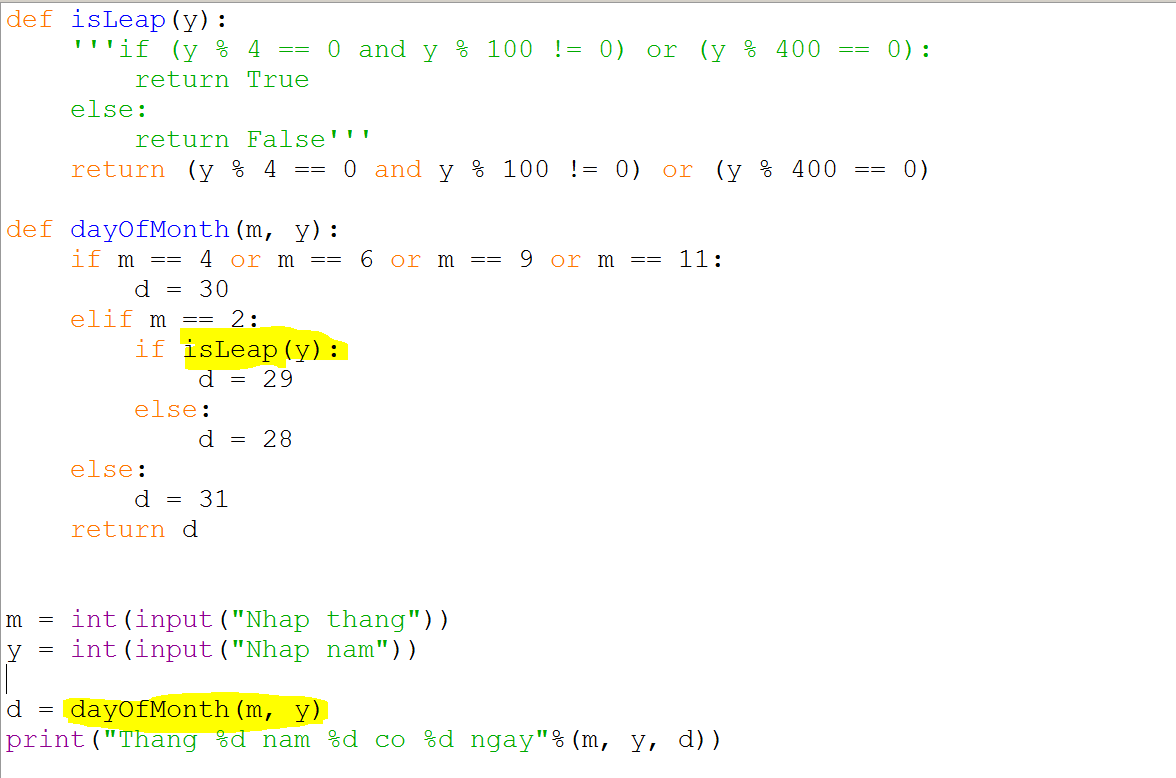 def isLeap(y):
    '''if (y % 4 == 0 and y % 100 != 0) or (y % 400 == 0):
        return True
    else:
        return False'''
    return (y % 4 == 0 and y % 100 != 0) or (y % 400 == 0)

def dayOfMonth(m, y):
    if m == 4 or m == 6 or m == 9 or m == 11:
        d = 30
    elif m == 2:
        if isLeap(y):
            d = 29
        else:
            d = 28
    else:
        d = 31
    return d


m = int(input("Nhap thang"))
y = int(input("Nhap nam"))

d = dayOfMonth(m, y)
print("Thang %d nam %d co %d ngay"%(m, y, d))